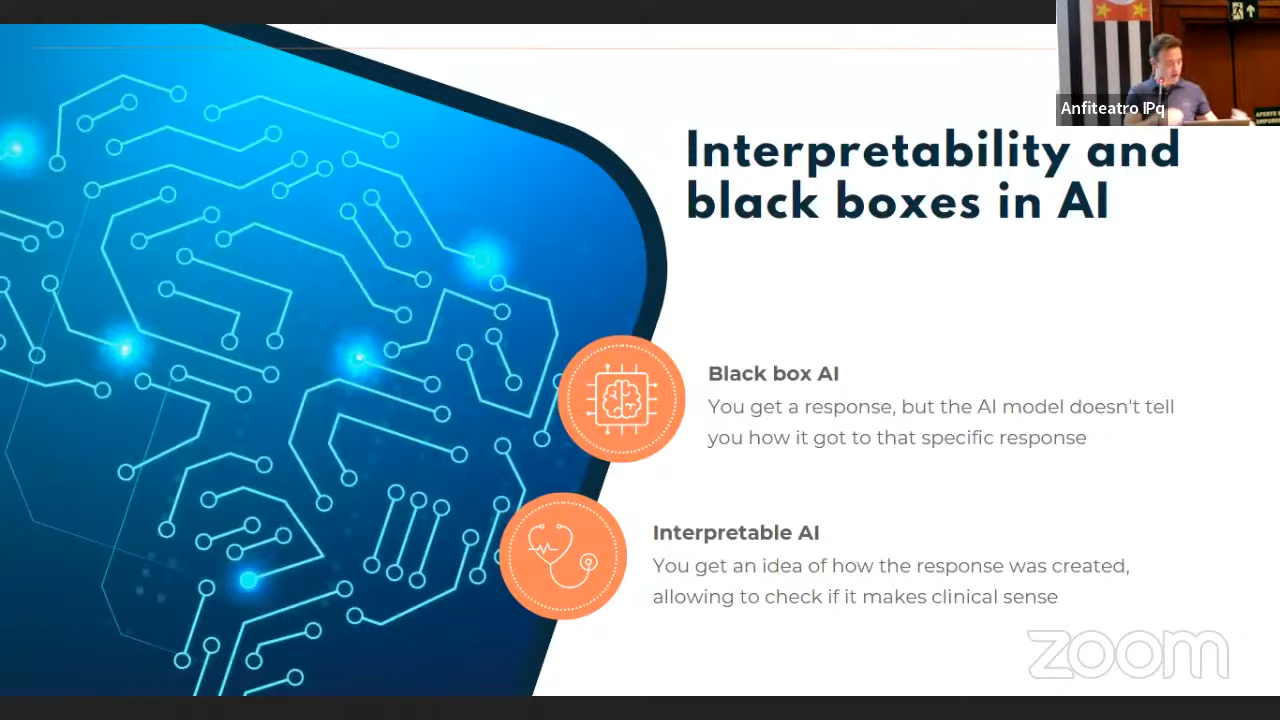 Anfiteatro IPq
Interpretability and
black boxes in AI
Black box AI
You get a response, but the AI model doesn't tell
you how it got to that specific response
Interpretable AI
You get an idea of how the response was created,
allowing to check if it makes clinical sense
zoom